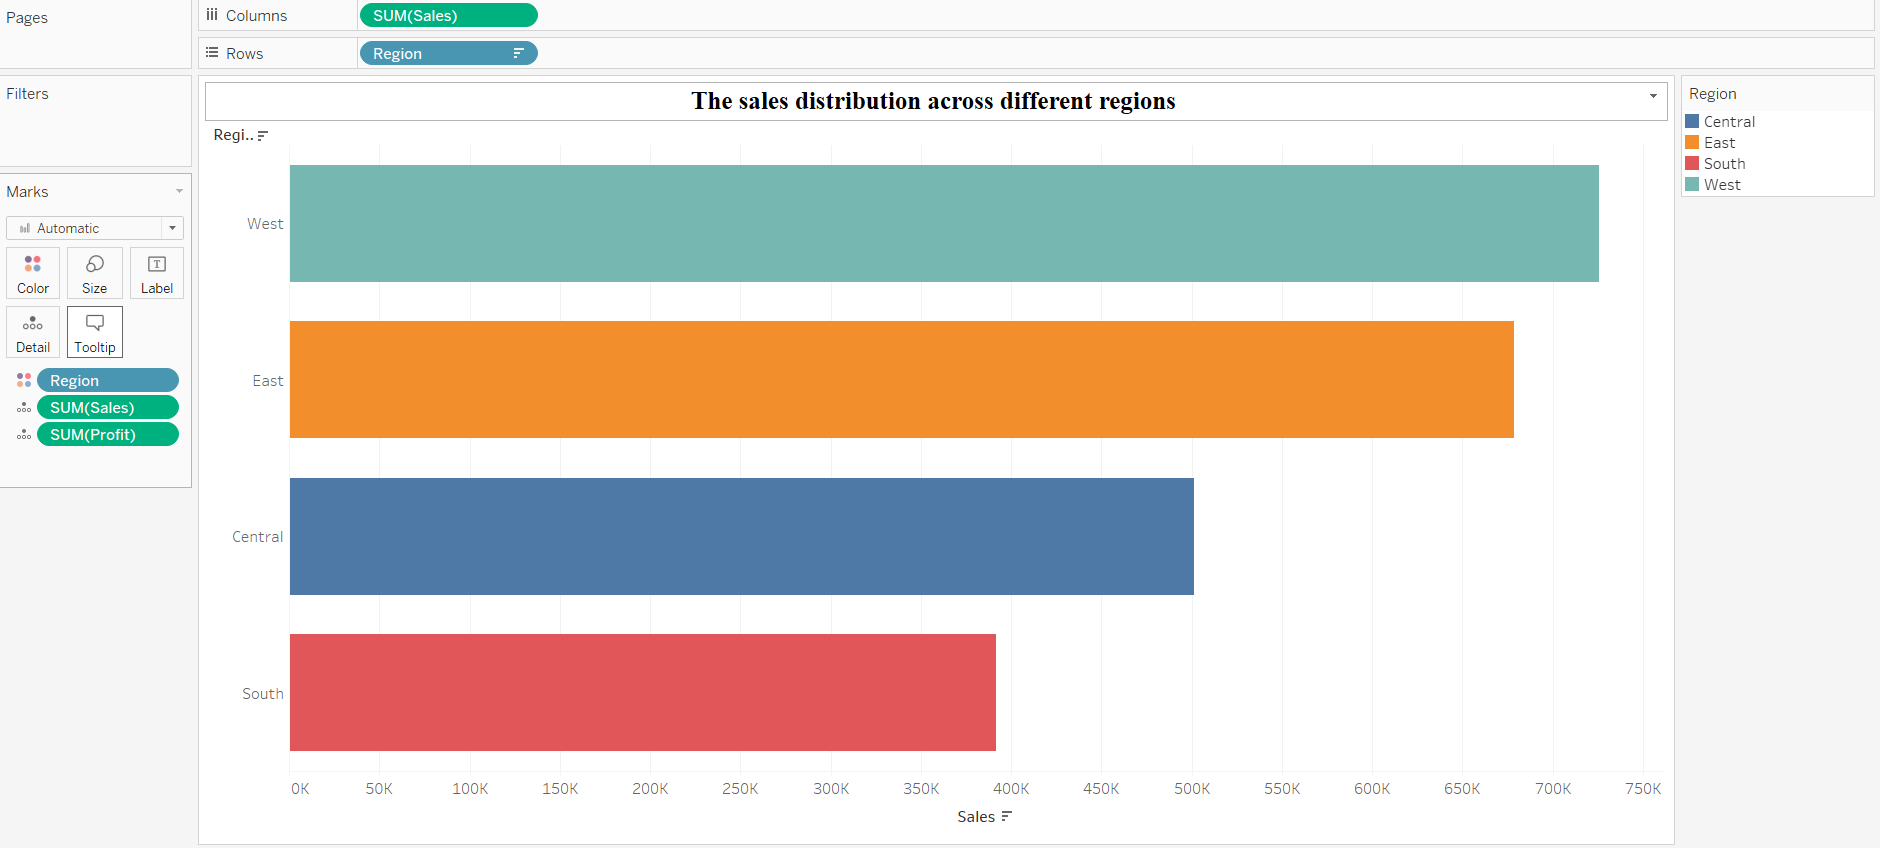 Pages
Columns
SUM(Sales)
Rows
Region
Filters
The sales distribution across different regions
Region
Central
East
South
West
Regi..
Marks
Automatic
Color
Size
Label
Detail
Tooltip
Region
SUM(Sales)
SUM(Profit)
West
East
Central
South
0K 50K 100K 150K 200K 250K 300K 350K 400K 450K 500K 550K 600K 650K 700K 750K
Sales